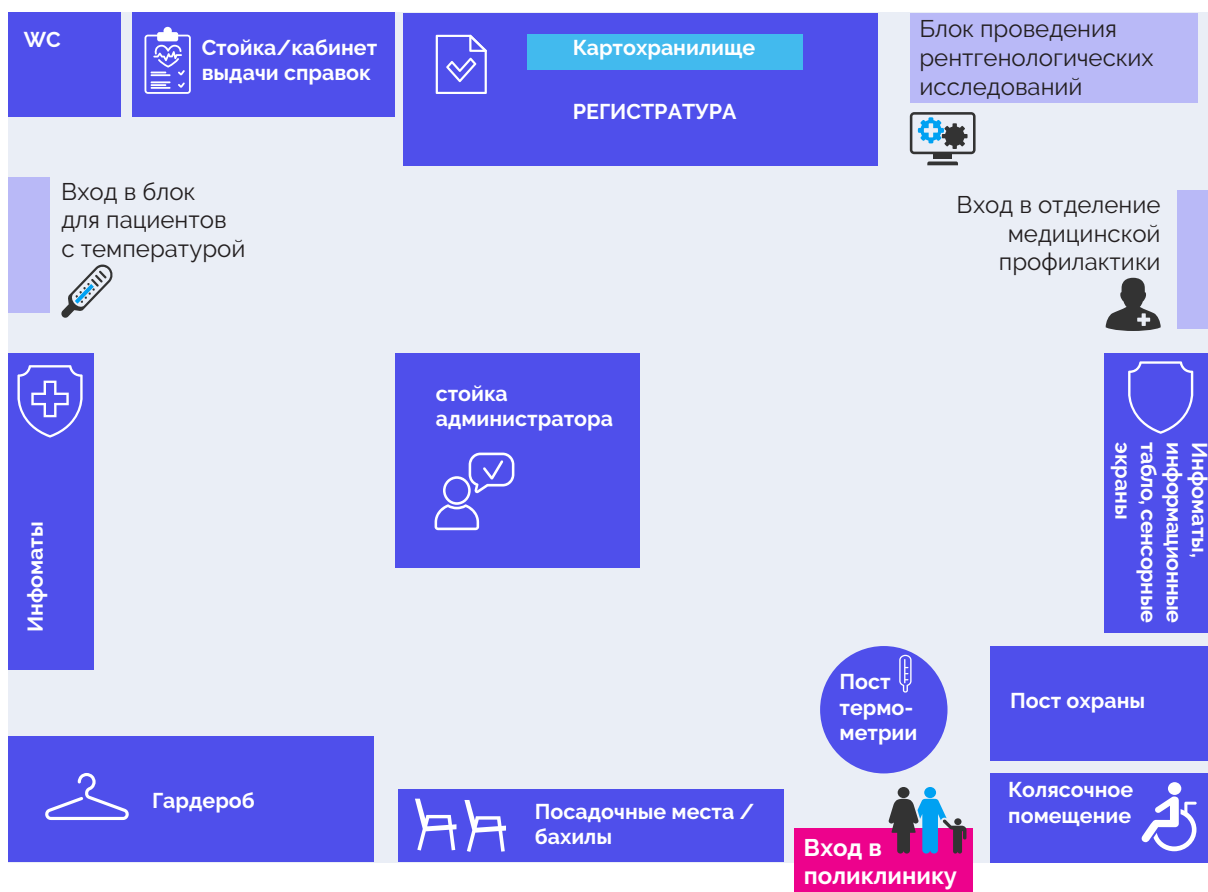 WC
Стойка/кабинет
выдачи справок
Картохранилище
РЕГИСТРАТУРА
Блок проведения
рентгенологических
исследований
Вход в блок
для пациентов
с температурой
Вход в отделение
медицинской
профилактики
стойка
администратора
Инфоматы
Инфоматы,
информационные
табло, сенсорные
экраны
Пост
термо-
метрии
Пост охраны
Гардероб
Посадочные места /
бахилы
Вход в
поликлинику
Колясочное
помещение